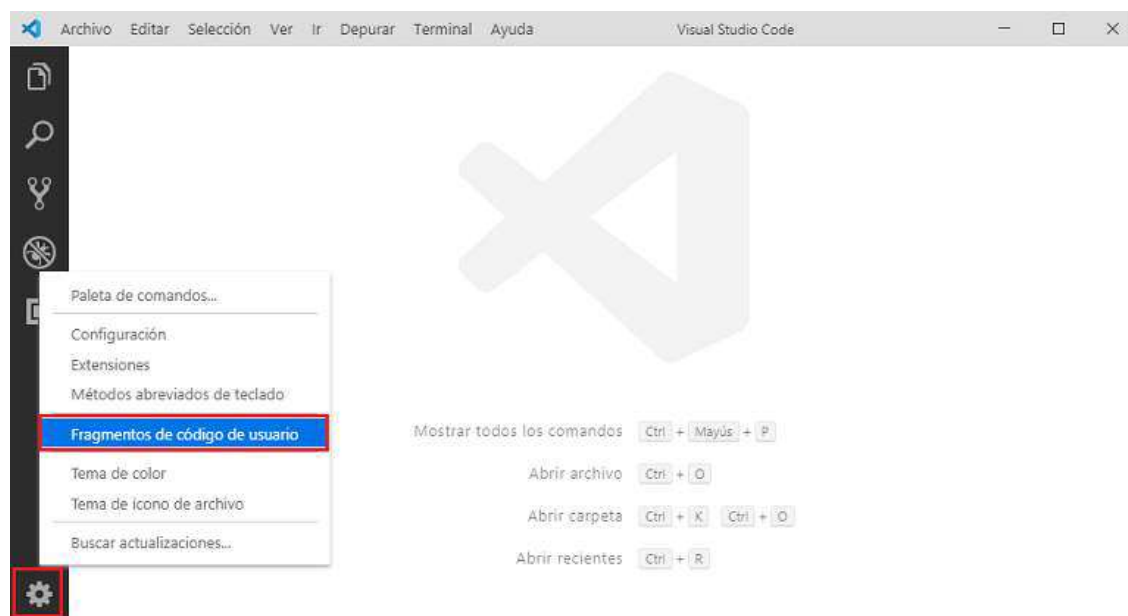 Archivo Editar Selección Ver Ir Depurar Terminal Ayuda Visual Studio Code
Paleta de comandos...
Configuración
Extensiones
Métodos abreviados de teclado
Fragmentos de código de usuario
Tema de color
Tema de icono de archivo
Buscar actualizaciones...
Mostrar todos los comandos Ctrl + Mayús + P
Abrir archivo Ctrl + O
Abrir carpeta Ctrl + K Ctrl + O
Abrir recientes Ctrl + R